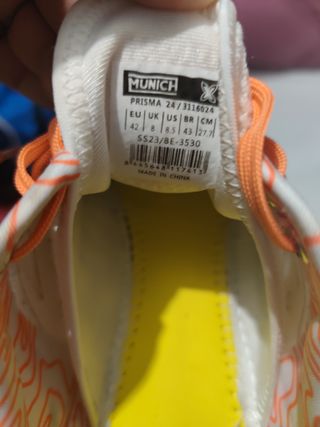 MUNICH
PRISMA 24/3116024
EU UK US BR CM
42 8 8.5 43 27.7
SS23/BE-3530
8445648117413
MADE IN CHINA